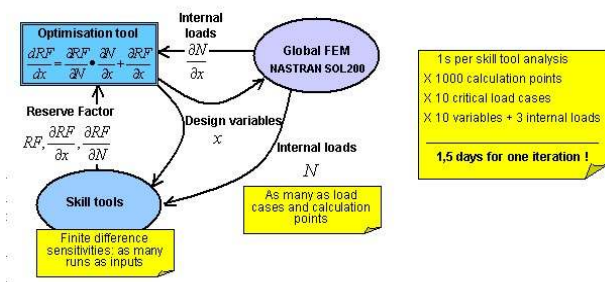 Optimisation tool
dRF/dx = ∂RF/∂N • ∂N/∂x + ∂RF/∂x
Internal
loads
∂N/∂x
Global FEM
NASTRAN SOL200
Reserve Factor
RF, ∂RF/∂x, ∂RF/∂N
Design variables
x
Internal loads
N
Skill tools
Finite difference
sensitivities: as many
runs as inputs
As many as load
cases and calculation
points
1s per skill tool analysis
X 1000 calculation points
X 10 critical load cases
X 10 variables + 3 internal loads
1,5 days for one iteration !